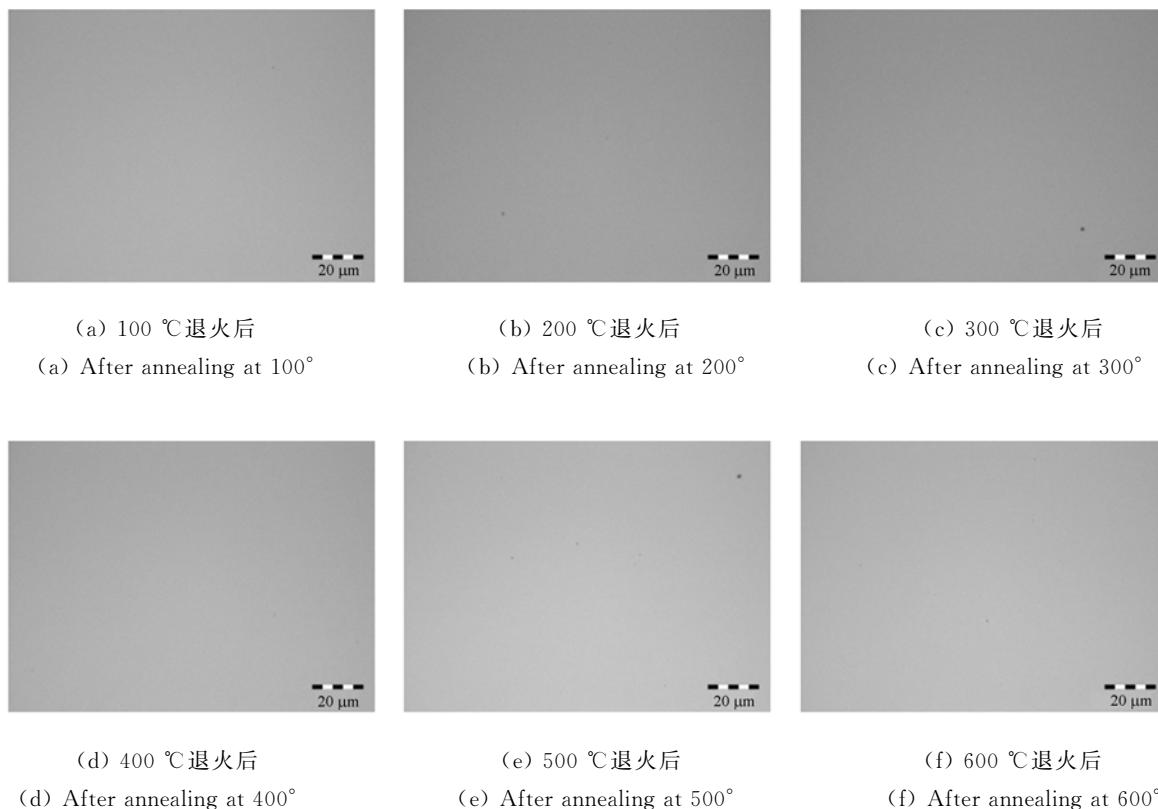 20 μm
20 μm
20 μm
(a) 100 ℃退火后
(b) 200 ℃退火后
(c) 300 ℃退火后
(a) After annealing at 100°
(b) After annealing at 200°
(c) After annealing at 300°
20 μm
20 μm
20 μm
(d) 400 ℃退火后
(e) 500 ℃退火后
(f) 600 ℃退火后
(d) After annealing at 400°
(e) After annealing at 500°
(f) After annealing at 600°